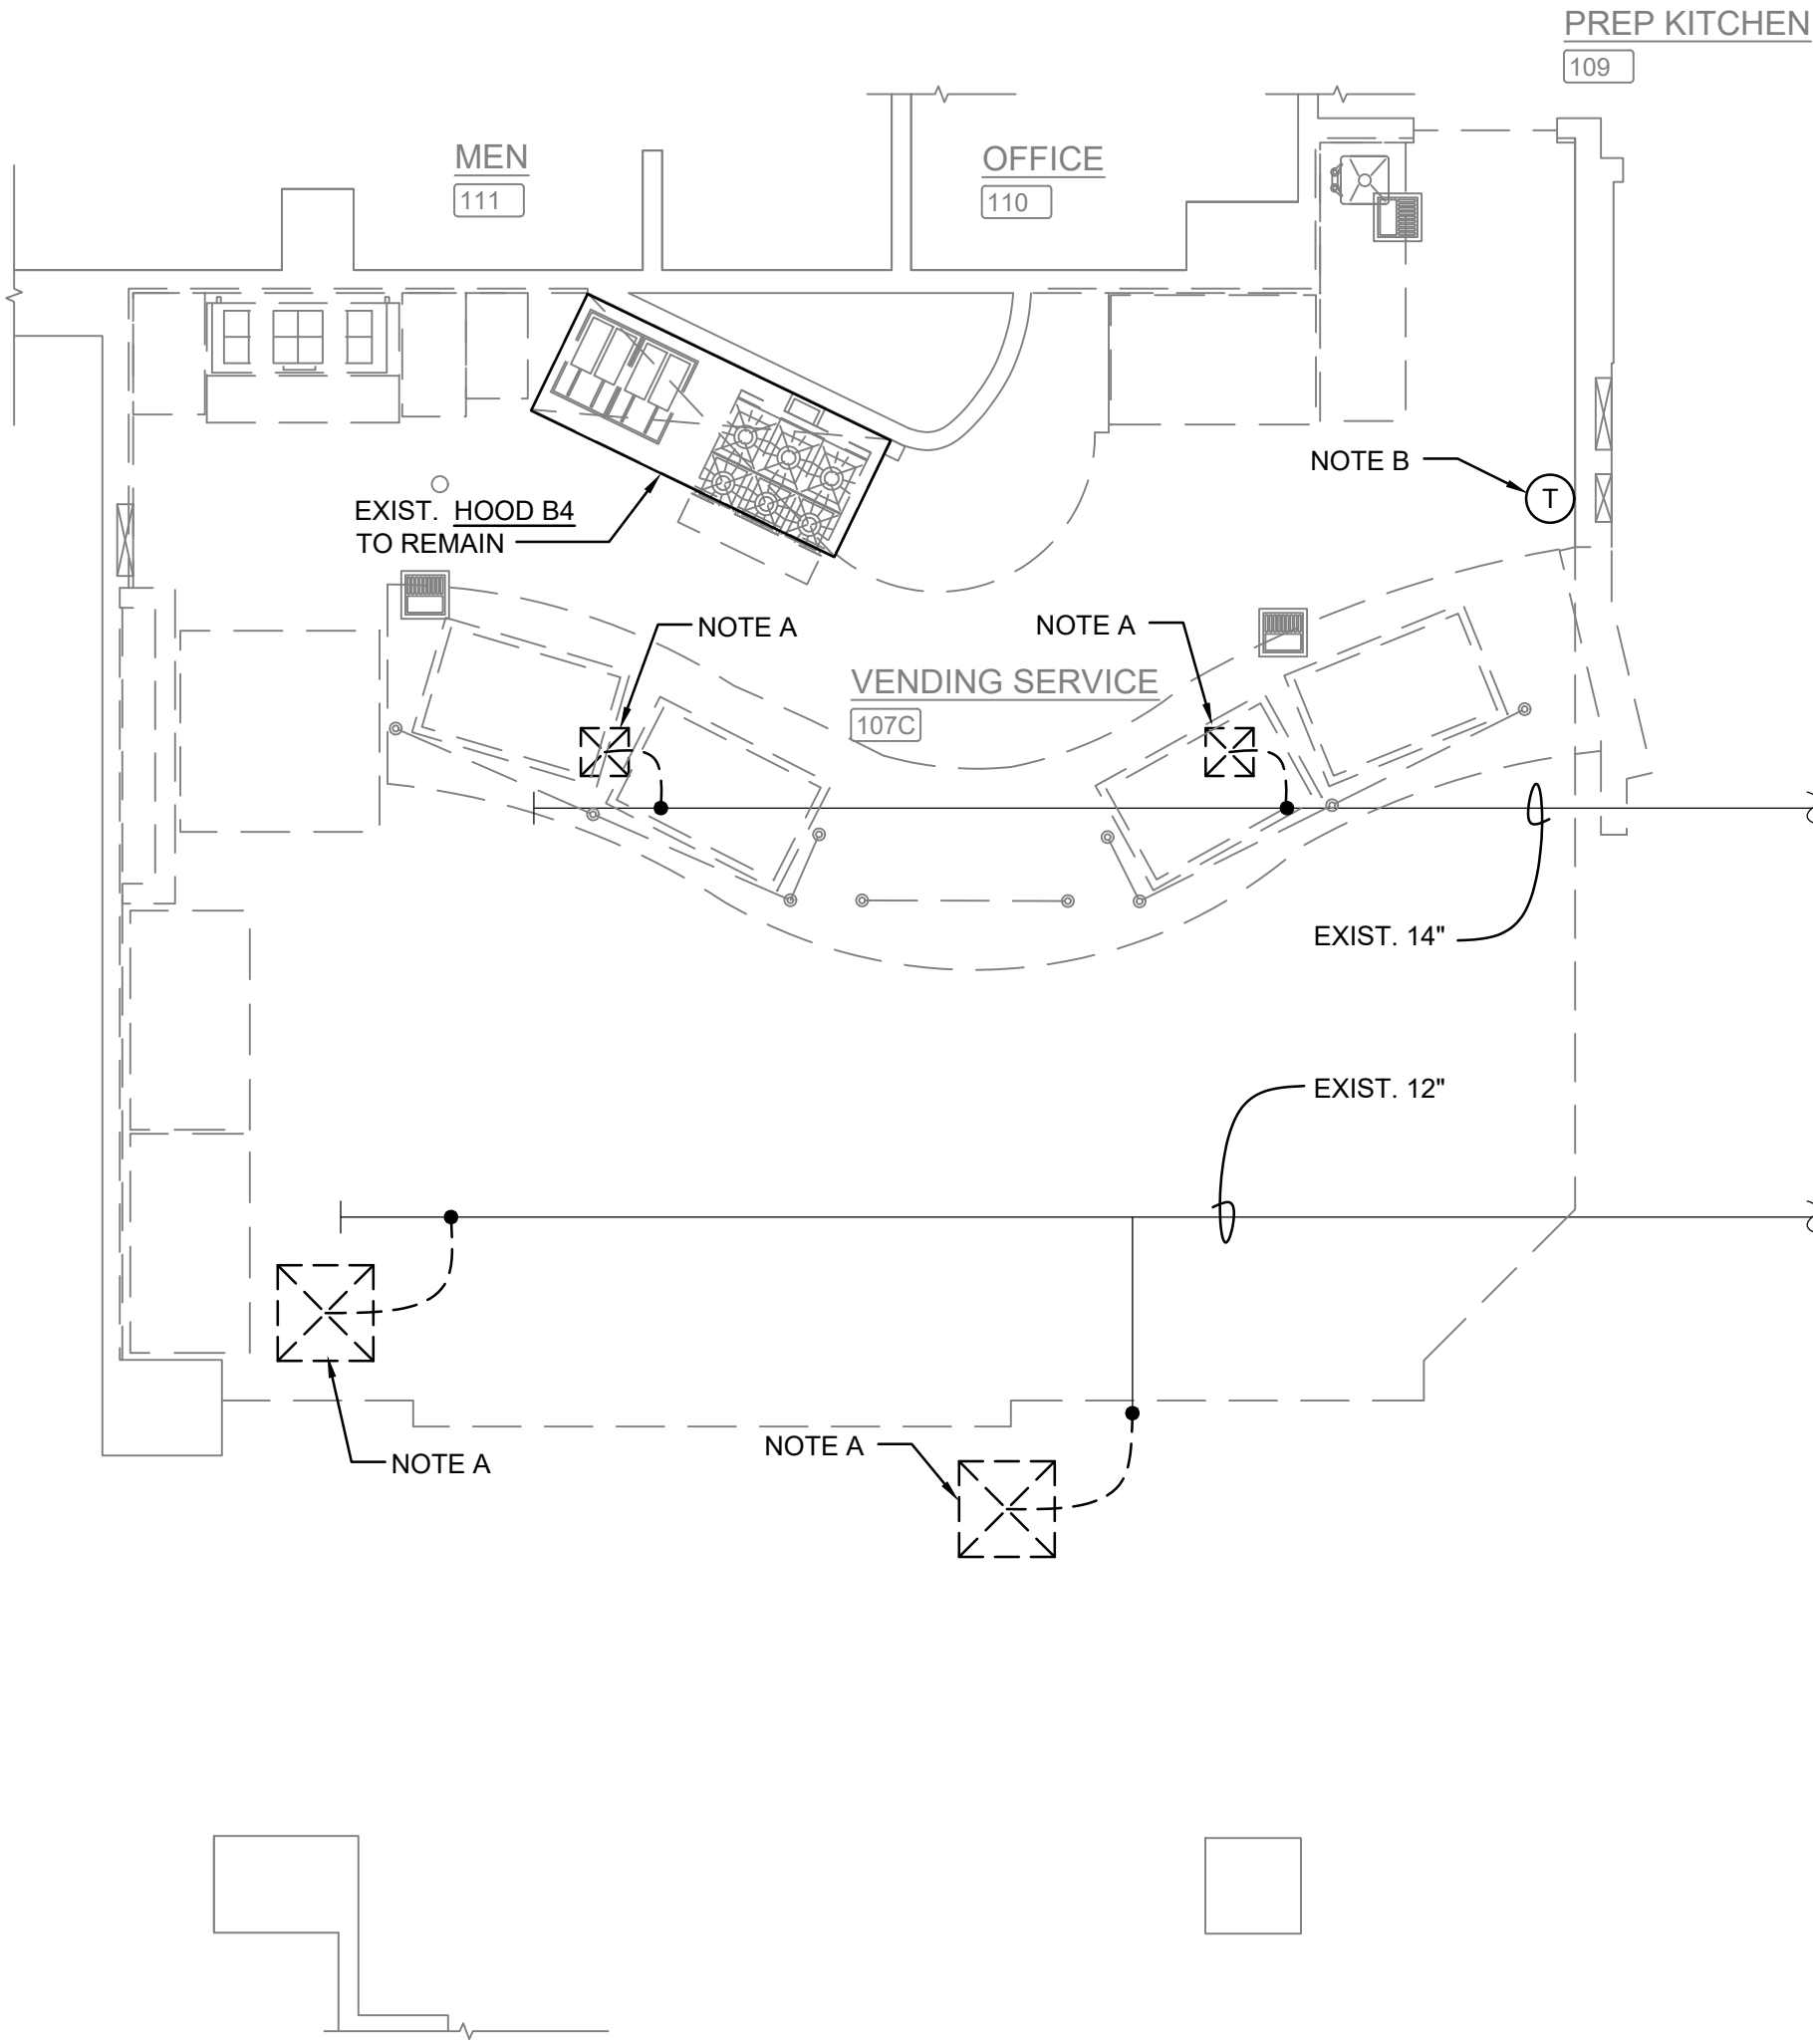 PREP KITCHEN
109
MEN
111
OFFICE
110
NOTE B
T
EXIST. HOOD B4
TO REMAIN
NOTE A
NOTE A
VENDING SERVICE
107C
EXIST. 14"
EXIST. 12"
NOTE A
NOTE A